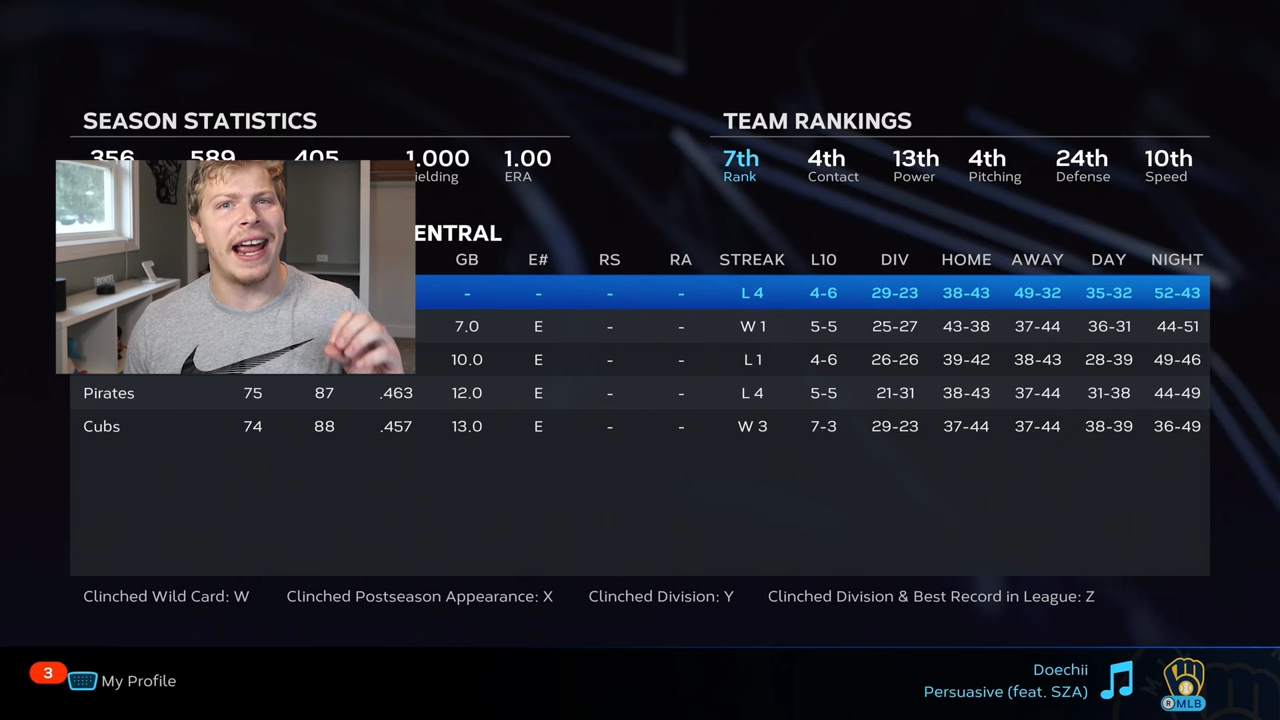 SEASON STATISTICS
TEAM RANKINGS
356 589 405 1.000 1.00
7th 4th 13th 4th 24th 10th
ielding ERA
Rank Contact Power Pitching Defense Speed
ENTRAL
GB E# RS RA STREAK L10 DIV HOME AWAY DAY NIGHT
- - - - L 4 4-6 29-23 38-43 49-32 35-32 52-43
7.0 E - - W 1 5-5 25-27 43-38 37-44 36-31 44-51
10.0 E - - L 1 4-6 26-26 39-42 38-43 28-39 49-46
Pirates 75 87 .463 12.0 E - - L 4 5-5 21-31 38-43 37-44 31-38 44-49
Cubs 74 88 .457 13.0 E - - W 3 7-3 29-23 37-44 37-44 38-39 36-49
Clinched Wild Card: W Clinched Postseason Appearance: X Clinched Division: Y Clinched Division & Best Record in League: Z
3 My Profile
Doechii
Persuasive (feat. SZA)
R MLB